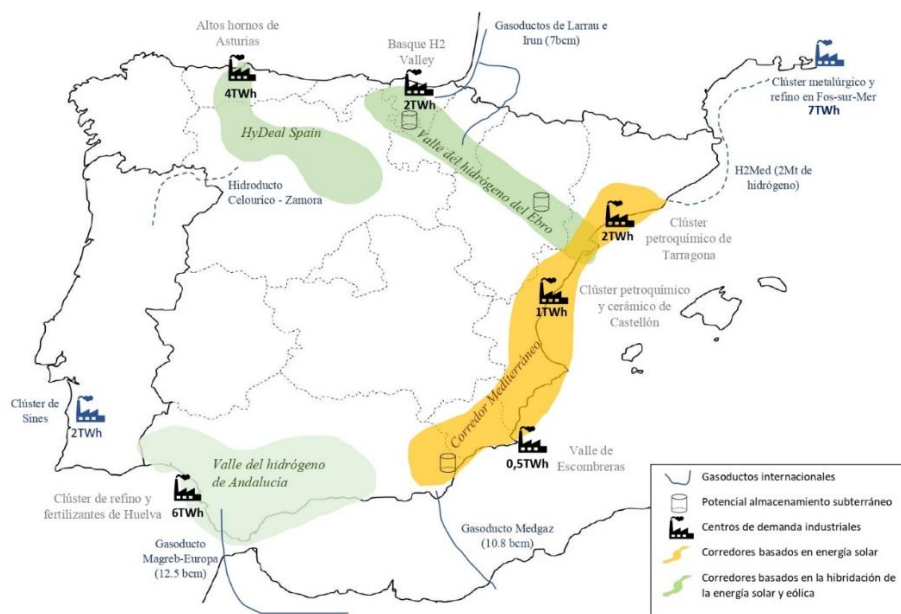 Altos hornos de
Asturias
4TWh
HyDeal Spain
Basque H2
Valley
2TWh
Gasoductos de Larrau e
Irun (7bcm)
Valle del hidrógeno del Ebro
Clúster metalúrgico y
refino en Fos-sur-Mer
7TWh
H2Med (2Mt de
hidrógeno)
Hidroducto
Celourico - Zamora
2TWh
Clúster
petroquímico de
Tarragona
1TWh
Clúster petroquímico
y cerámico de
Castellón
Corredor Mediterráneo
Clúster de
Sines
2TWh
0,5TWh
Valle de
Escombreras
Valle del hidrógeno
de Andalucía
Clúster de refino y
fertilizantes de Huelva
6TWh
Gasoducto
Magreb-Europa
(12.5 bcm)
Gasoducto Medgaz
(10.8 bcm)
Gasoductos internacionales
Potencial almacenamiento subterráneo
Centros de demanda industriales
Corredores basados en energía solar
Corredores basados en la hibridación de
la energía solar y eólica